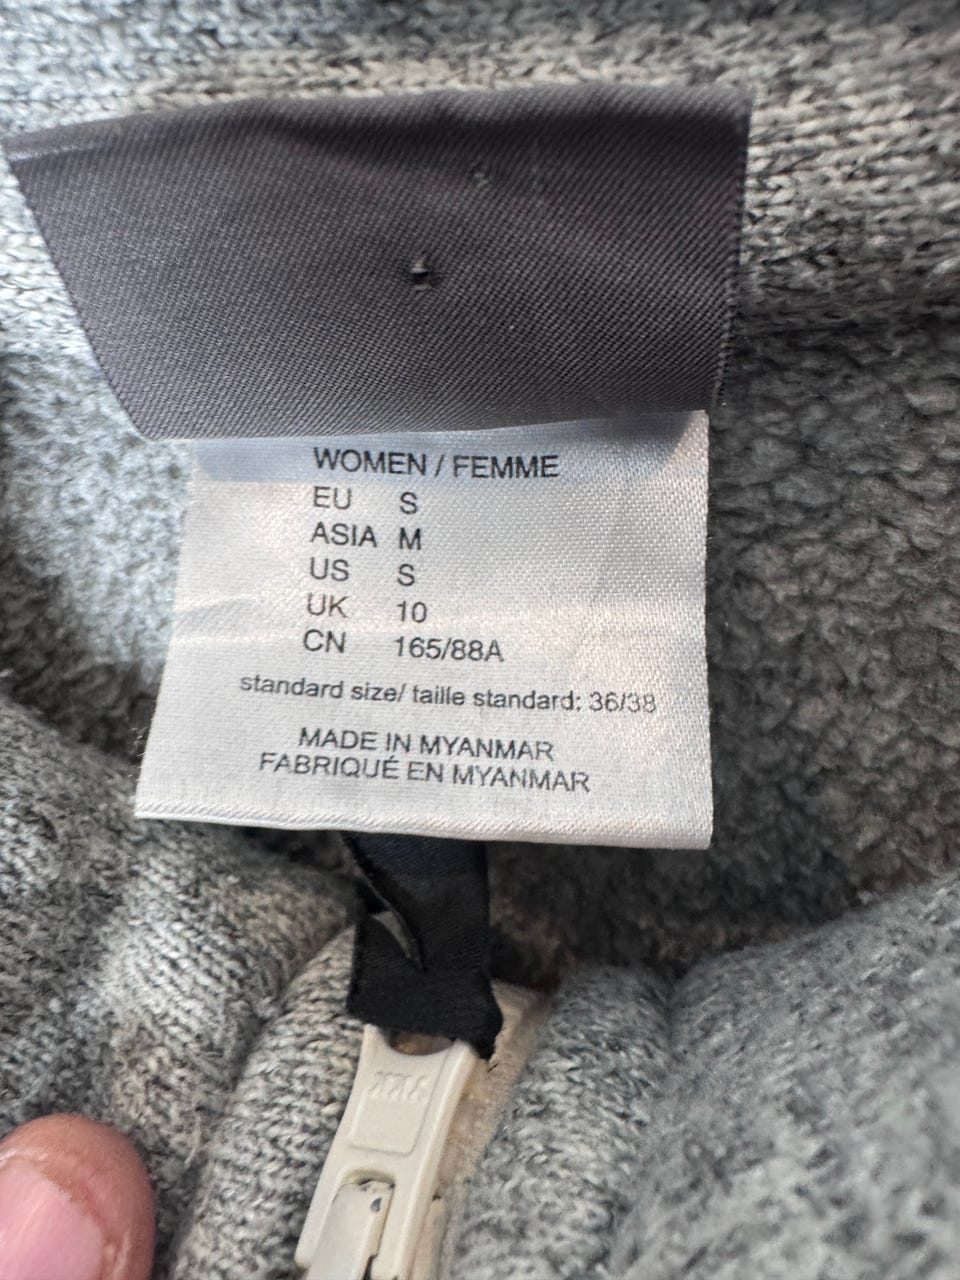 WOMEN / FEMME
EU S
ASIA M
US S
UK 10
CN 165/88A
standard size/ taille standard: 36/38
MADE IN MYANMAR
FABRIQUÉ EN MYANMAR